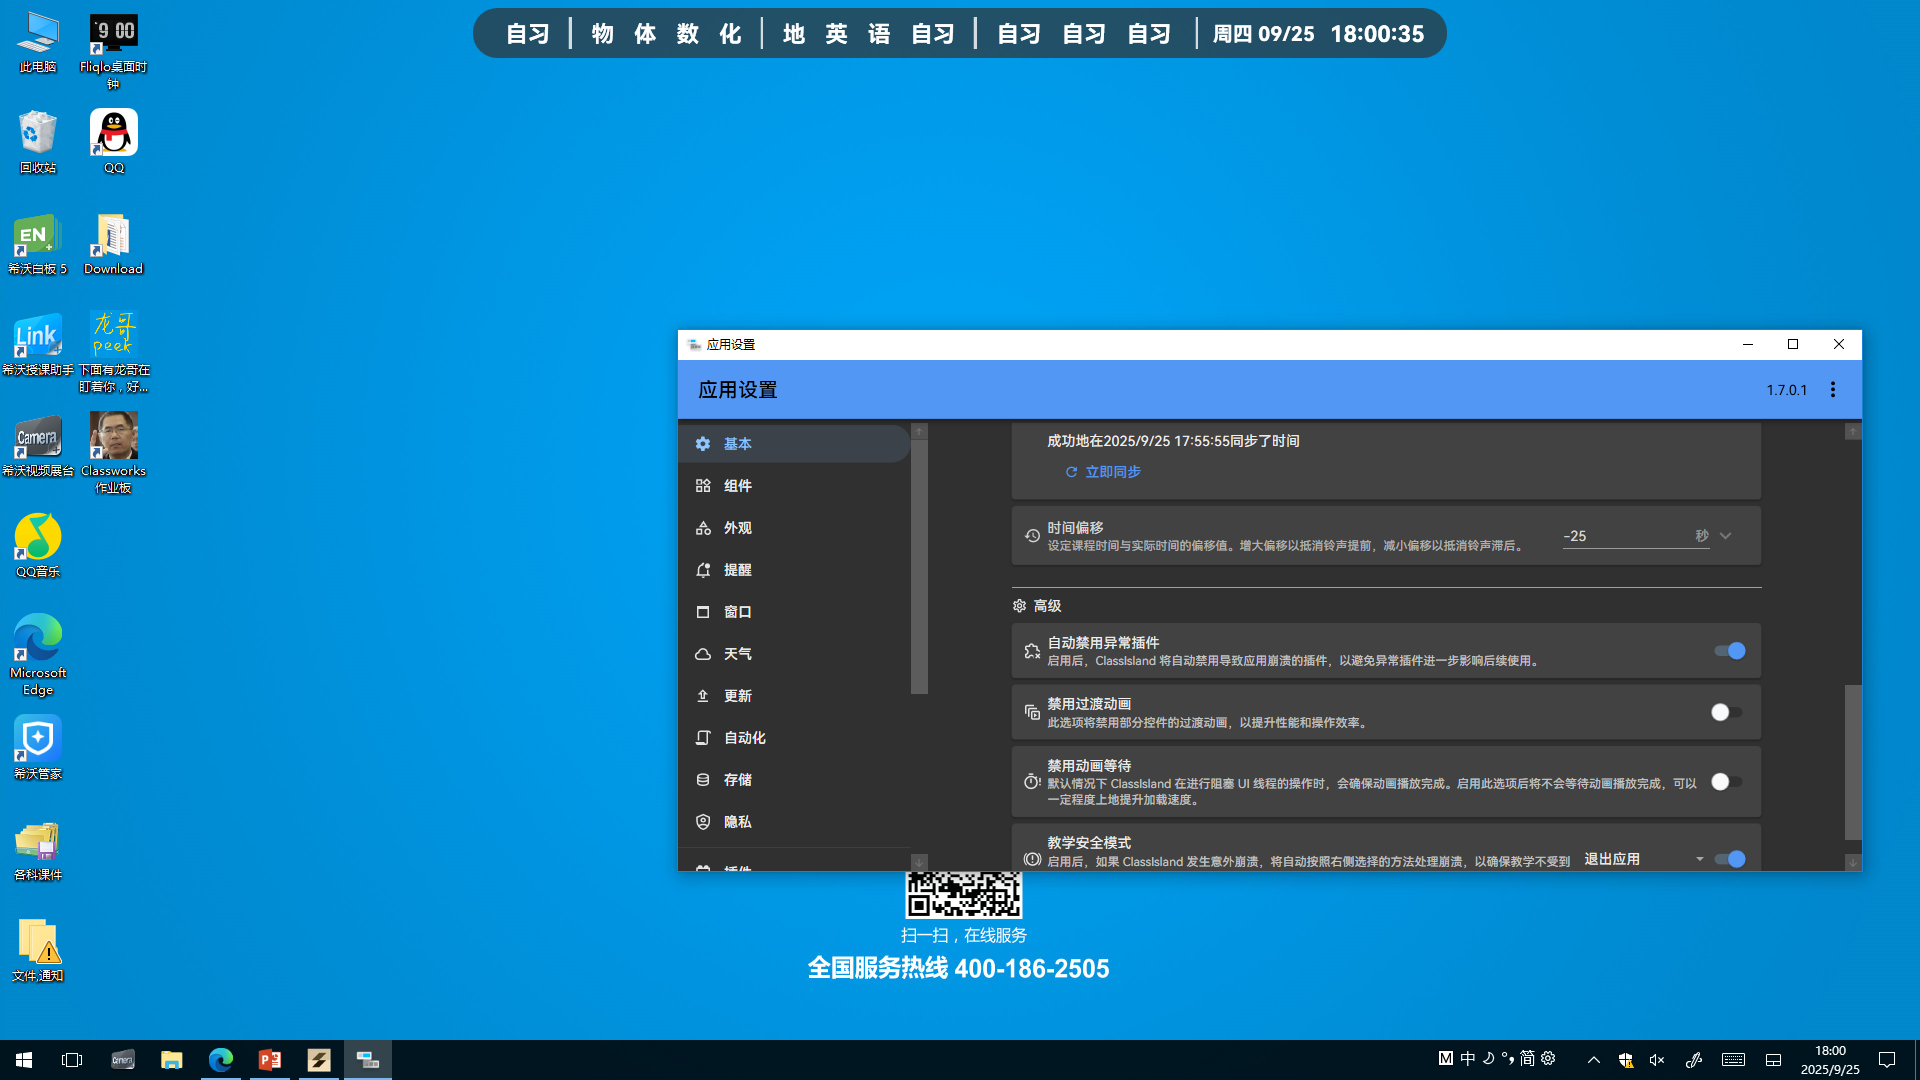 自习 物 体 数 化 地 英 语 自习 自习 自习 自习 周四 09/25 18:00:35
此电脑
9 00
Fliqlo桌面时
钟
回收站
QQ
EN
希沃白板 5
Download
Link
希沃授课助手
龙哥
peek
下面有龙哥在
盯着你，好...
Camera
希沃视频展台
Classworks
作业板
QQ音乐
Microsoft
Edge
希沃管家
各科课件
文件,通知
应用设置
应用设置
1.7.0.1
基本
组件
外观
提醒
窗口
天气
更新
自动化
存储
隐私
成功地在2025/9/25 17:55:55同步了时间
立即同步
时间偏移
设定课程时间与实际时间的偏移值。增大偏移以抵消铃声提前，减小偏移以抵消铃声滞后。
-25 秒
高级
自动禁用异常插件
启用后，ClassIsland 将自动禁用导致应用崩溃的插件，以避免异常插件进一步影响后续使用。
禁用过渡动画
此选项将禁用部分控件的过渡动画，以提升性能和操作效率。
禁用动画等待
默认情况下 ClassIsland 在进行阻塞 UI 线程的操作时，会确保动画播放完成。启用此选项后将不会等待动画播放完成，可以
一定程度上地提升加载速度。
教学安全模式
启用后，如果 ClassIsland 发生意外崩溃，将自动按照右侧选择的方法处理崩溃，以确保教学不受到
退出应用
扫一扫，在线服务
全国服务热线 400-186-2505
Camera
M 中 简
18:00
2025/9/25